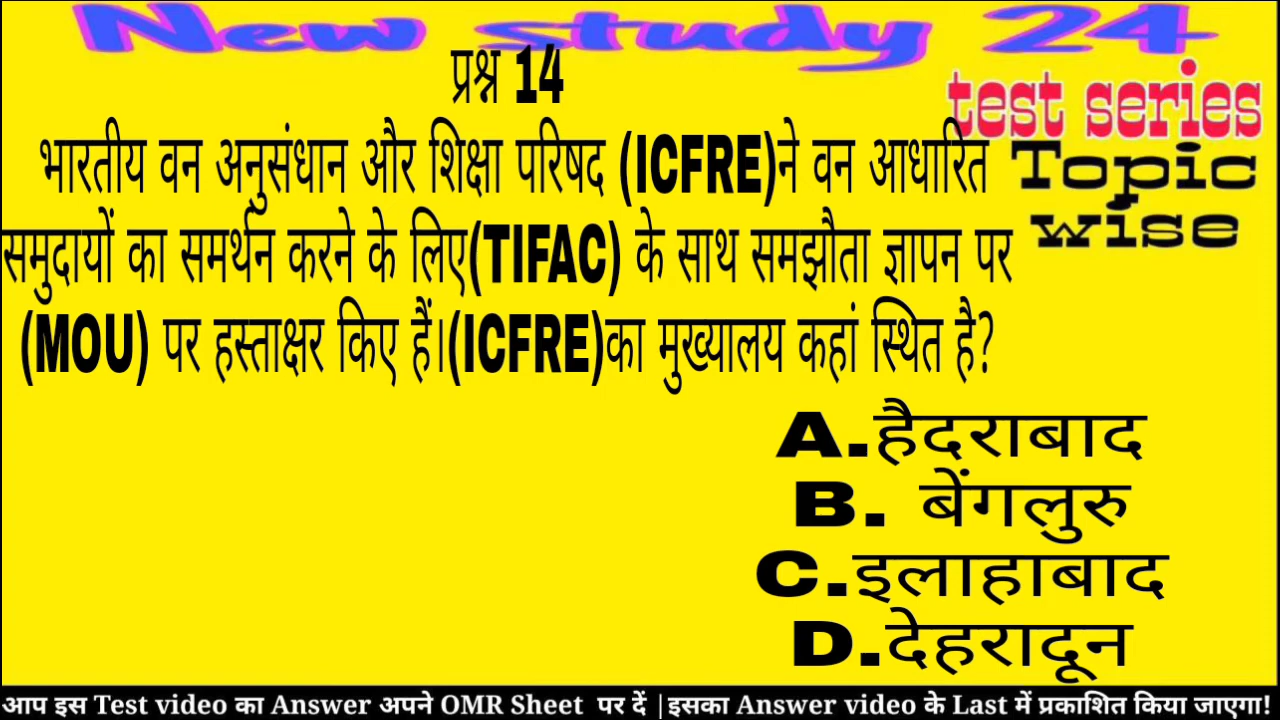 New study 24
प्रश्न 14
test series
Topic
wise
भारतीय वन अनुसंधान और शिक्षा परिषद (ICFRE)ने वन आधारित
समुदायों का समर्थन करने के लिए(TIFAC) के साथ समझौता ज्ञापन पर
(MOU) पर हस्ताक्षर किए हैं।(ICFRE)का मुख्यालय कहां स्थित है?
A.हैदराबाद
B. बेंगलुरु
C.इलाहाबाद
D.देहरादून
आप इस Test video का Answer अपने OMR Sheet पर दें |इसका Answer video के Last में प्रकाशित किया जाएगा!